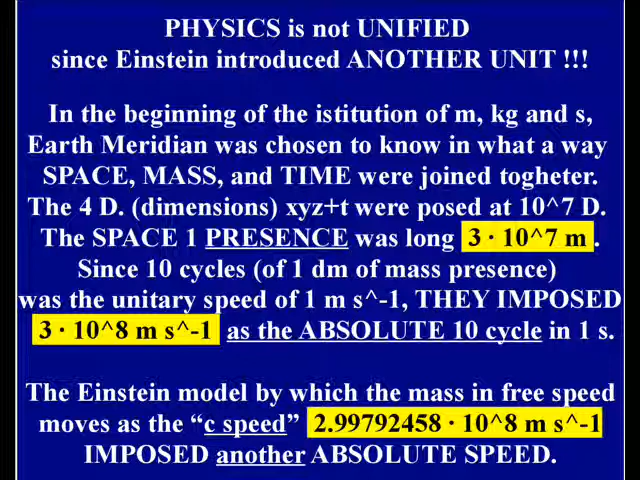 PHYSICS is not UNIFIED
since Einstein introduced ANOTHER UNIT !!!
In the beginning of the istitution of m, kg and s,
Earth Meridian was chosen to know in what a way
SPACE, MASS, and TIME were joined togheter.
The 4 D. (dimensions) xyz+t were posed at 10^7 D.
The SPACE 1 PRESENCE was long 3 · 10^7 m .
Since 10 cycles (of 1 dm of mass presence)
was the unitary speed of 1 m s^-1, THEY IMPOSED
3 · 10^8 m s^-1 as the ABSOLUTE 10 cycle in 1 s.
The Einstein model by which the mass in free speed
moves as the “c speed” 2.99792458 · 10^8 m s^-1
IMPOSED another ABSOLUTE SPEED.